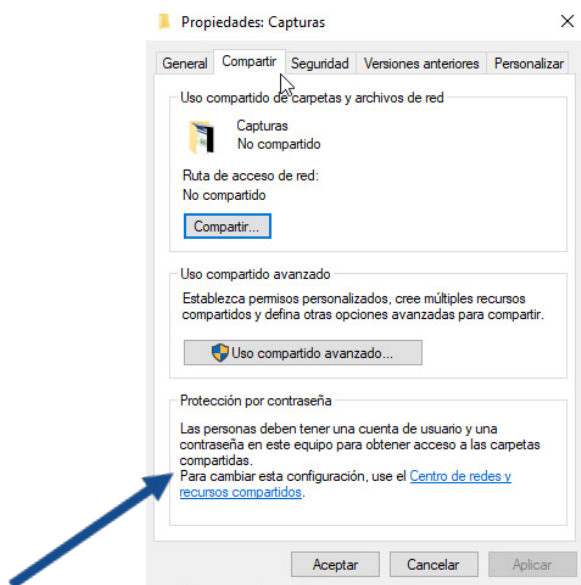 Propiedades: Capturas
General Compartir Seguridad Versiones anteriores Personalizar
Uso compartido de carpetas y archivos de red
Capturas
No compartido
Ruta de acceso de red:
No compartido
Compartir...
Uso compartido avanzado
Establezca permisos personalizados, cree múltiples recursos
compartidos y defina otras opciones avanzadas para compartir.
Uso compartido avanzado...
Protección por contraseña
Las personas deben tener una cuenta de usuario y una
contraseña en este equipo para obtener acceso a las carpetas
compartidas.
Para cambiar esta configuración, use el Centro de redes y
recursos compartidos.
Aceptar Cancelar Aplicar